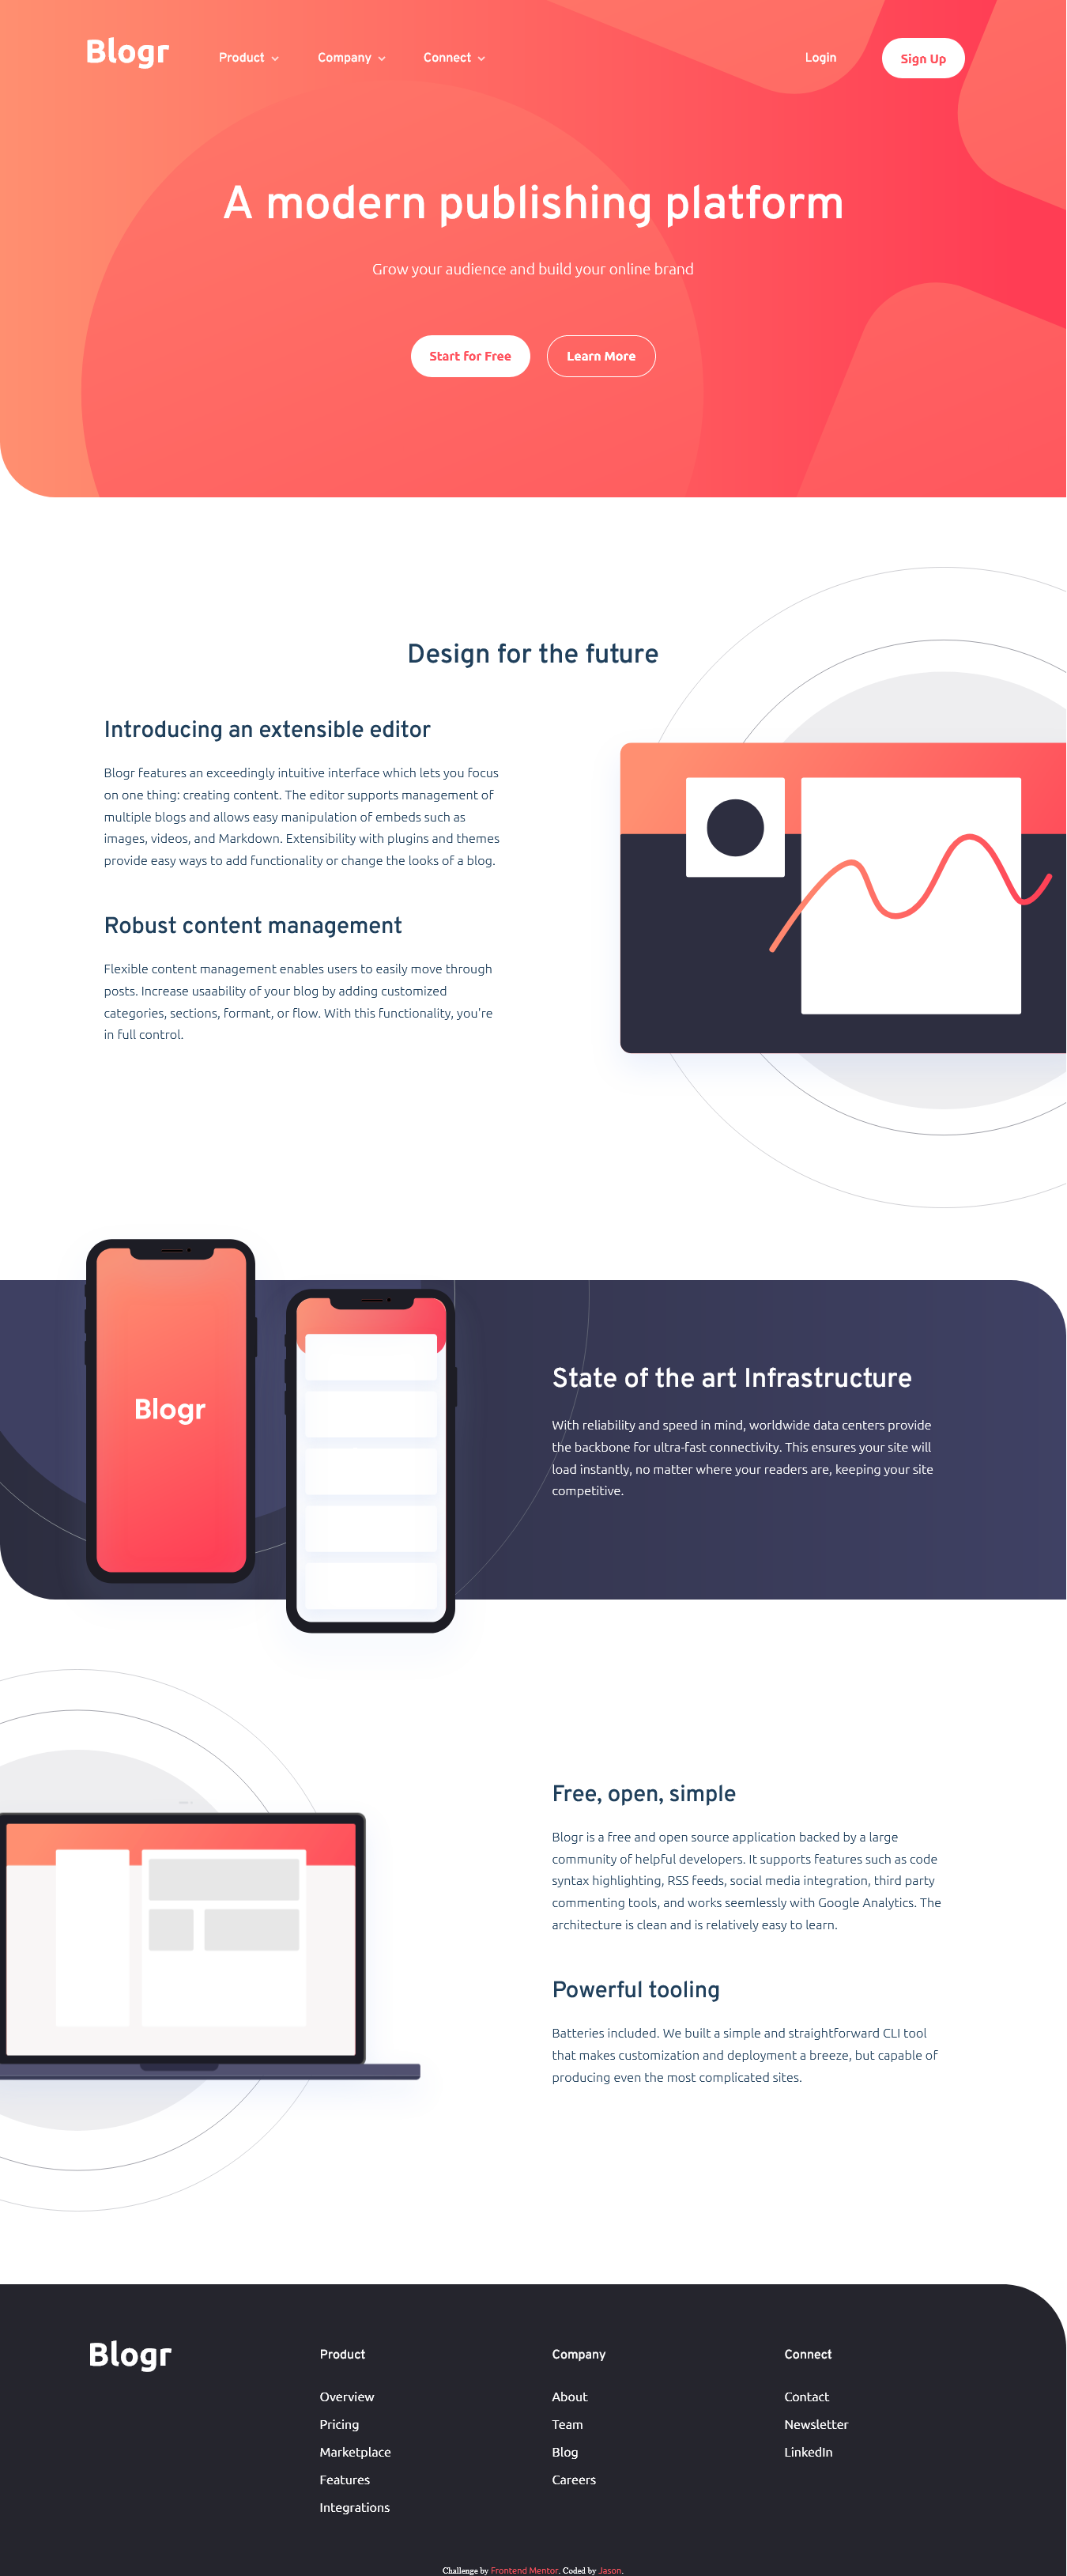 Blogr
Product
Company
Connect
Login
Sign Up
A modern publishing platform
Grow your audience and build your online brand
Start for Free
Learn More
Design for the future
Introducing an extensible editor
Blogr features an exceedingly intuitive interface which lets you focus
on one thing: creating content. The editor supports management of
multiple blogs and allows easy manipulation of embeds such as
images, videos, and Markdown. Extensibility with plugins and themes
provide easy ways to add functionality or change the looks of a blog.
Robust content management
Flexible content management enables users to easily move through
posts. Increase usaability of your blog by adding customized
categories, sections, formant, or flow. With this functionality, you're
in full control.
Blogr
State of the art Infrastructure
With reliability and speed in mind, worldwide data centers provide
the backbone for ultra-fast connectivity. This ensures your site will
load instantly, no matter where your readers are, keeping your site
competitive.
Free, open, simple
Blogr is a free and open source application backed by a large
community of helpful developers. It supports features such as code
syntax highlighting, RSS feeds, social media integration, third party
commenting tools, and works seemlessly with Google Analytics. The
architecture is clean and is relatively easy to learn.
Powerful tooling
Batteries included. We built a simple and straightforward CLI tool
that makes customization and deployment a breeze, but capable of
producing even the most complicated sites.
Blogr
Product
Overview
Pricing
Marketplace
Features
Integrations
Company
About
Team
Blog
Careers
Connect
Contact
Newsletter
LinkedIn
Challenge by Frontend Mentor. Coded by Jason.